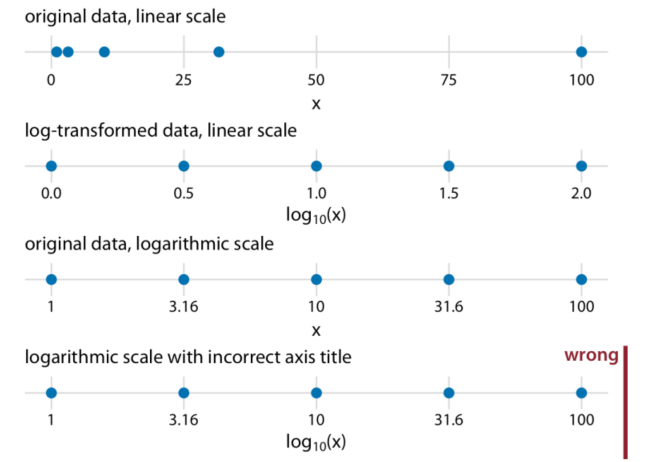 original data, linear scale
0 25 50 75 100
x
log-transformed data, linear scale
0.0 0.5 1.0 1.5 2.0
log₁₀(x)
original data, logarithmic scale
1 3.16 10 31.6 100
x
logarithmic scale with incorrect axis title wrong
1 3.16 10 31.6 100
log₁₀(x)